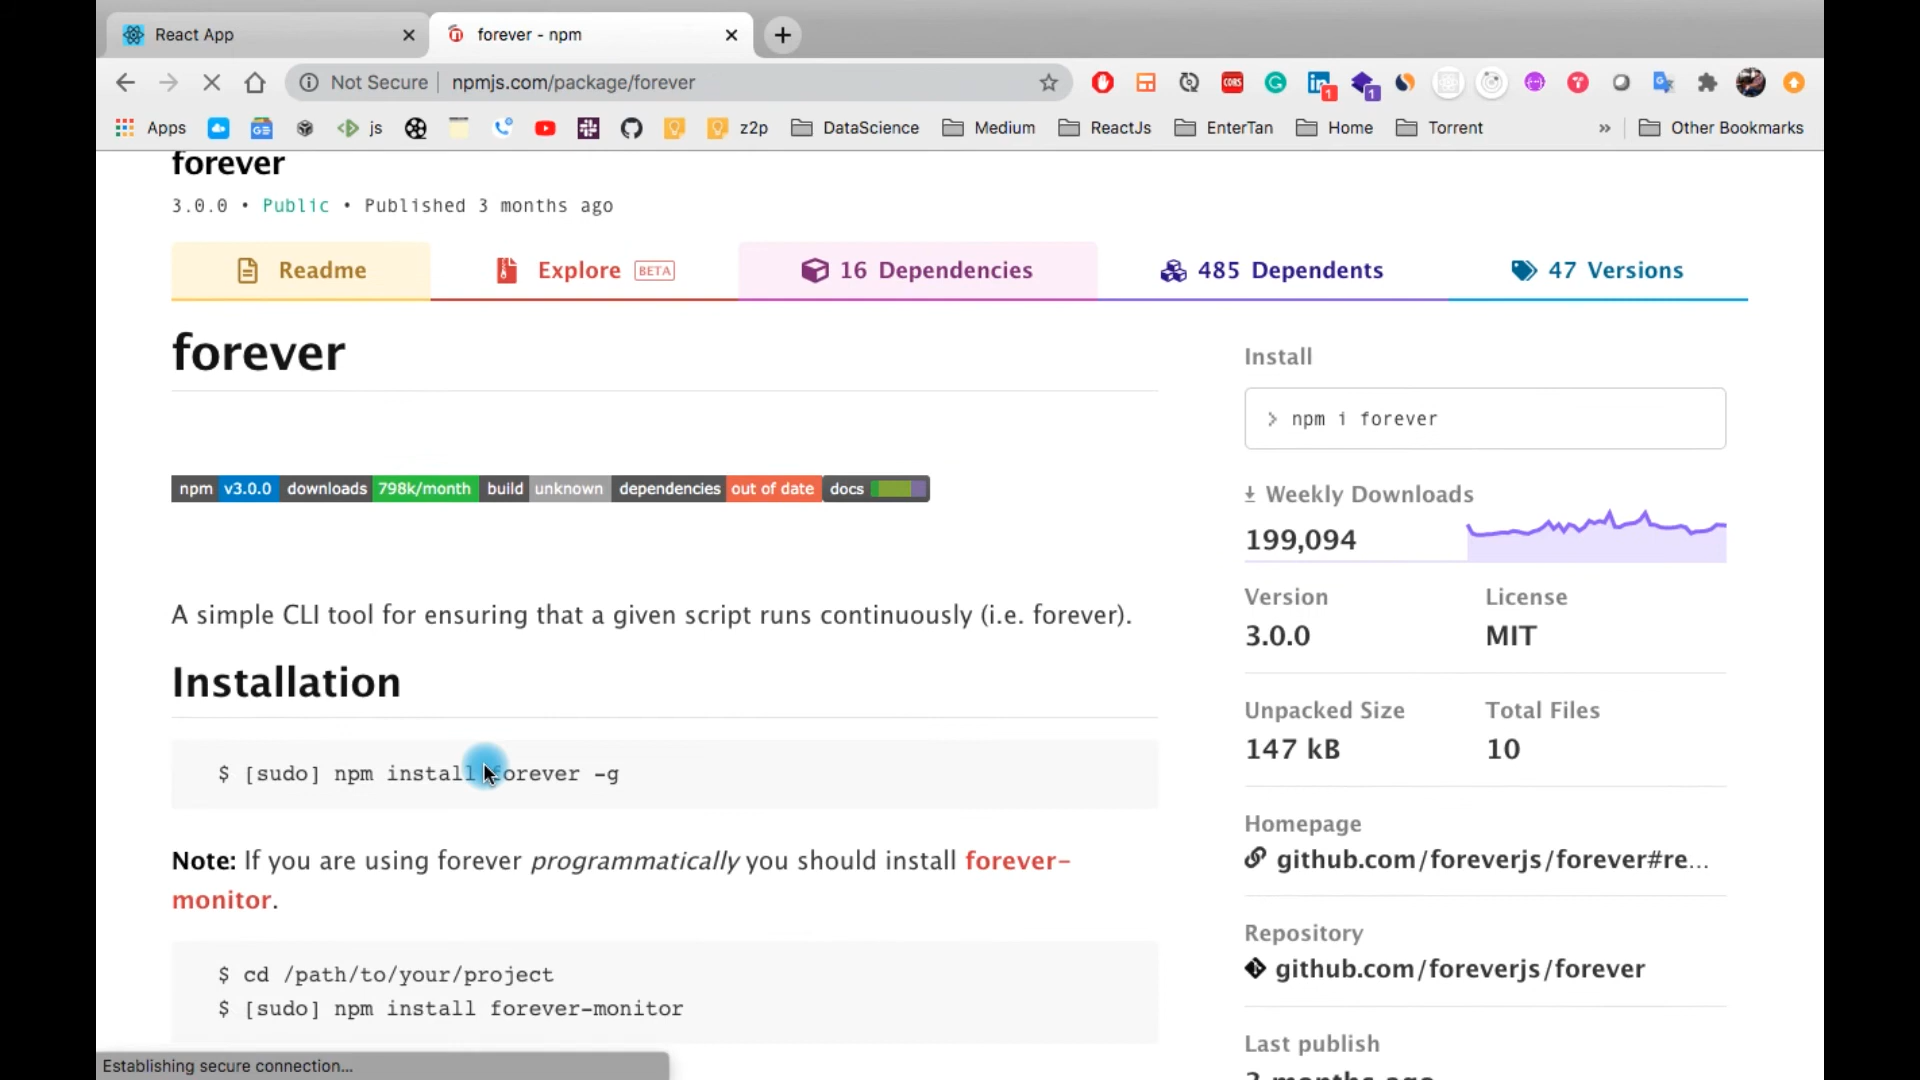 React App
forever - npm
Not Secure npmjs.com/package/forever
CORS
1
1
Apps js z2p DataScience Medium ReactJs EnterTan Home Torrent » Other Bookmarks
forever
3.0.0 • Public • Published 3 months ago
Readme Explore BETA 16 Dependencies 485 Dependents 47 Versions
forever
npm v3.0.0 downloads 798k/month build unknown dependencies out of date docs
A simple CLI tool for ensuring that a given script runs continuously (i.e. forever).
Installation
$ [sudo] npm install forever -g
Note: If you are using forever programmatically you should install forever-
monitor.
$ cd /path/to/your/project
$ [sudo] npm install forever-monitor
Install
> npm i forever
Weekly Downloads
199,094
Version License
3.0.0 MIT
Unpacked Size Total Files
147 kB 10
Homepage
github.com/foreverjs/forever#re...
Repository
github.com/foreverjs/forever
Last publish
3 months ago
Establishing secure connection...